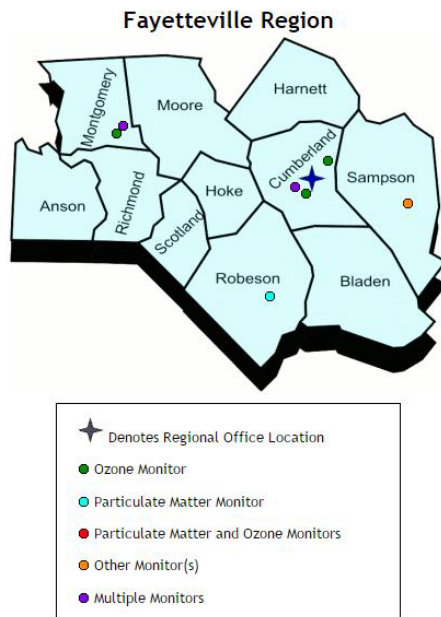 Fayetteville Region
Montgomery
Moore
Harnett
Cumberland
Sampson
Anson
Richmond
Scotland
Hoke
Robeson
Bladen
Denotes Regional Office Location
Ozone Monitor
Particulate Matter Monitor
Particulate Matter and Ozone Monitors
Other Monitor(s)
Multiple Monitors